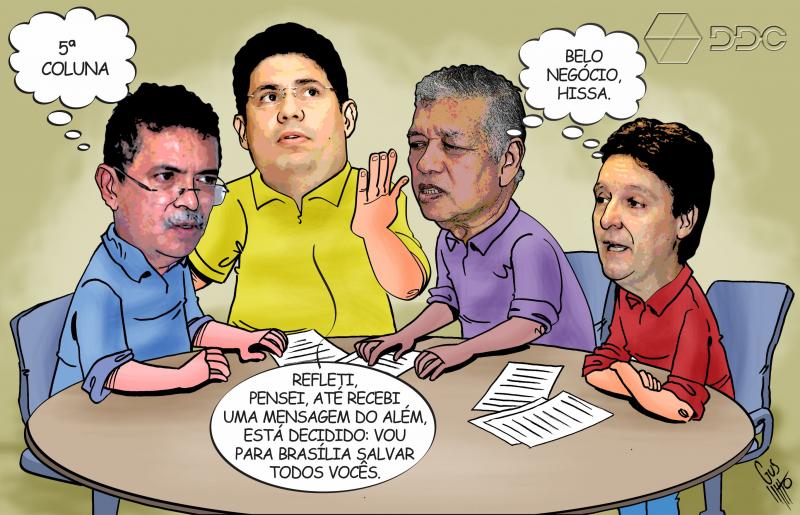 5ª
COLUNA
BELO
NEGÓCIO,
HISSA.
DDC
REFLETI,
PENSEI, ATÉ RECEBI
UMA MENSAGEM DO ALÉM,
ESTÁ DECIDIDO: VOU
PARA BRASÍLIA SALVAR
TODOS VOCÊS.